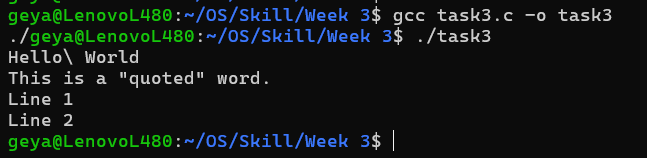 geya@LenovoL480:~/OS/Skill/Week 3$ gcc task3.c -o task3
./geya@LenovoL480:~/OS/Skill/Week 3$ ./task3
Hello\ World
This is a "quoted" word.
Line 1
Line 2
geya@LenovoL480:~/OS/Skill/Week 3$